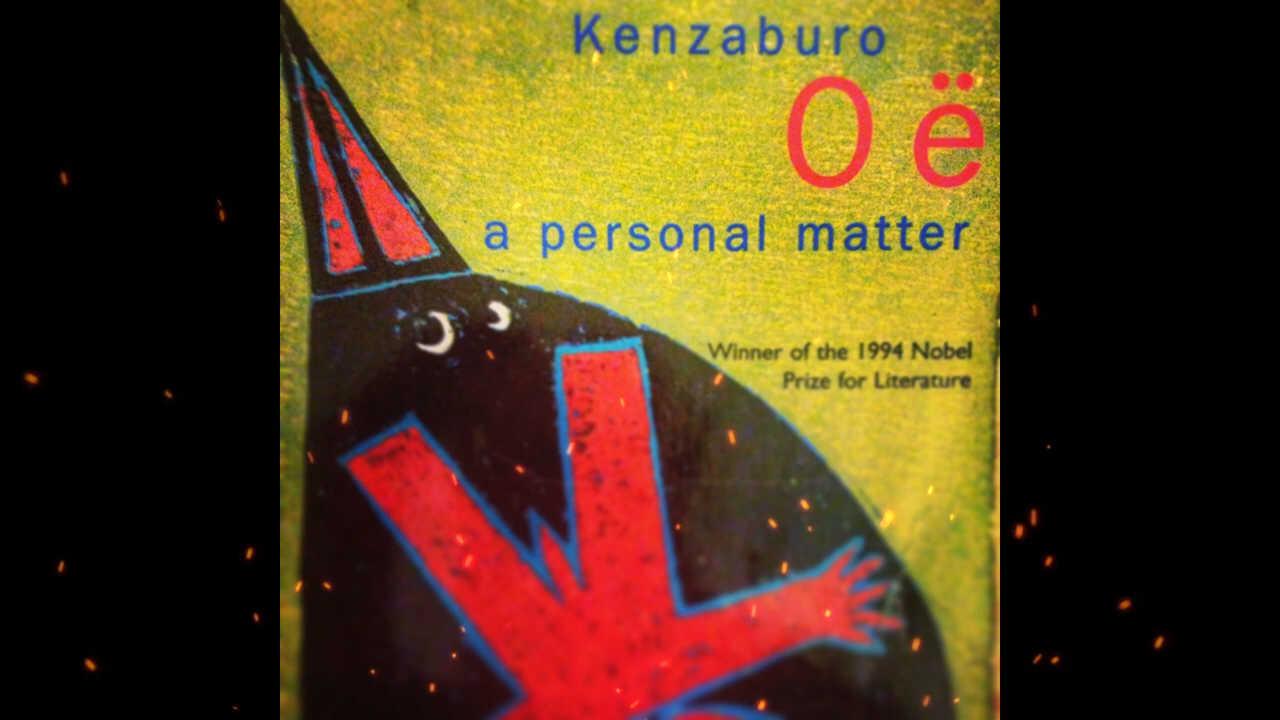 Kenzaburo
Oë
a personal matter
Winner of the 1994 Nobel
Prize for Literature